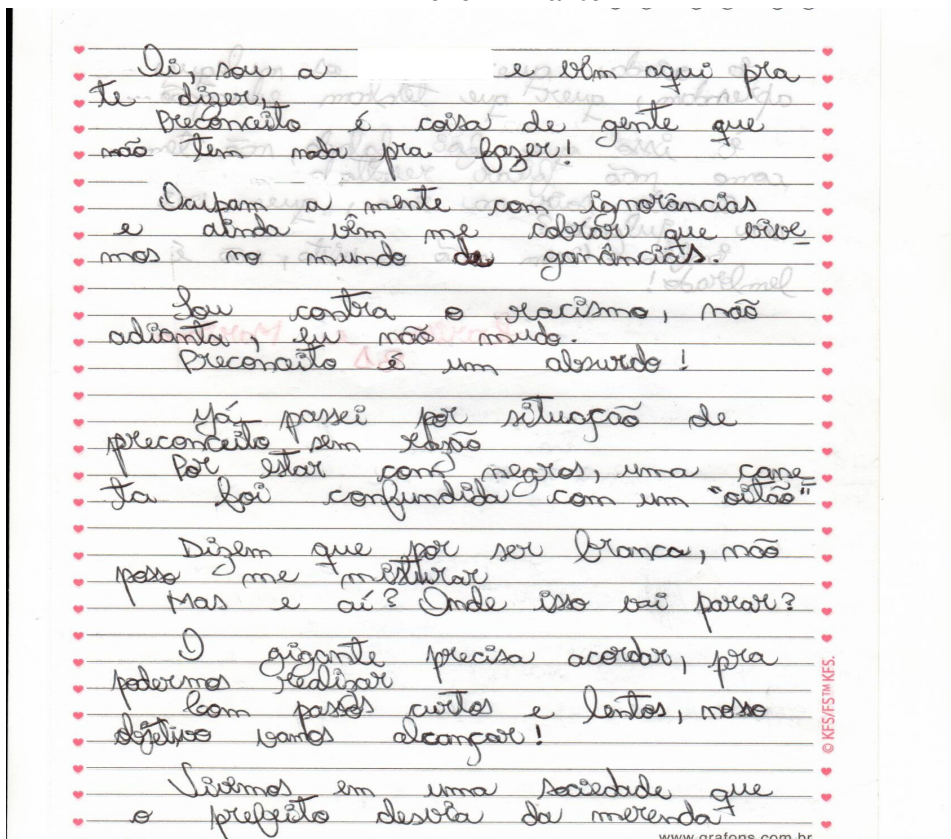 Oi, sou a e vim aqui pra
te dizer,
Preconceito é coisa de gente que
não tem nada pra fazer!
Ocupam a mente com ignorâncias
e ainda vêm me cobrar que vive
mos no mundo de ganâncias.
Sou contra o racismo, não
adianta, eu não mudo.
Preconceito é um absurdo!
Já passei por situação de
preconceito sem razão
Por estar com negros, uma cane
ta foi confundida com um "oitão"
Dizem que por ser branca, não
posso me misturar
Mas e aí? Onde isso vai parar?
O gigante precisa acordar, pra
podermos realizar
Com passos curtos e lentos, nosso
objetivo vamos alcançar!
Vivemos em uma sociedade que
o prefeito desvia da merenda
© KFS/FS™KFS.
www.grafons.com.br